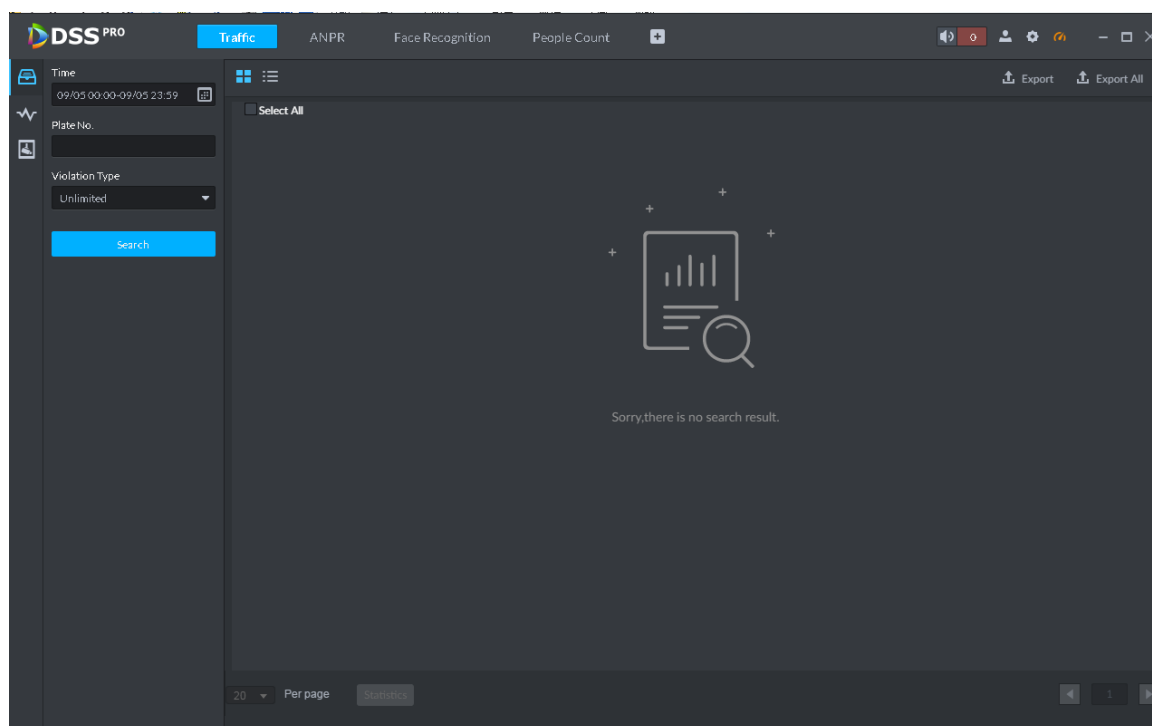 DSS PRO
Traffic
ANPR
Face Recognition
People Count
0
Time
09/05 00:00-09/05 23:59
Plate No.
Violation Type
Unlimited
Search
Export
Export All
Select All
Sorry,there is no search result.
20
Per page
Statistics
1